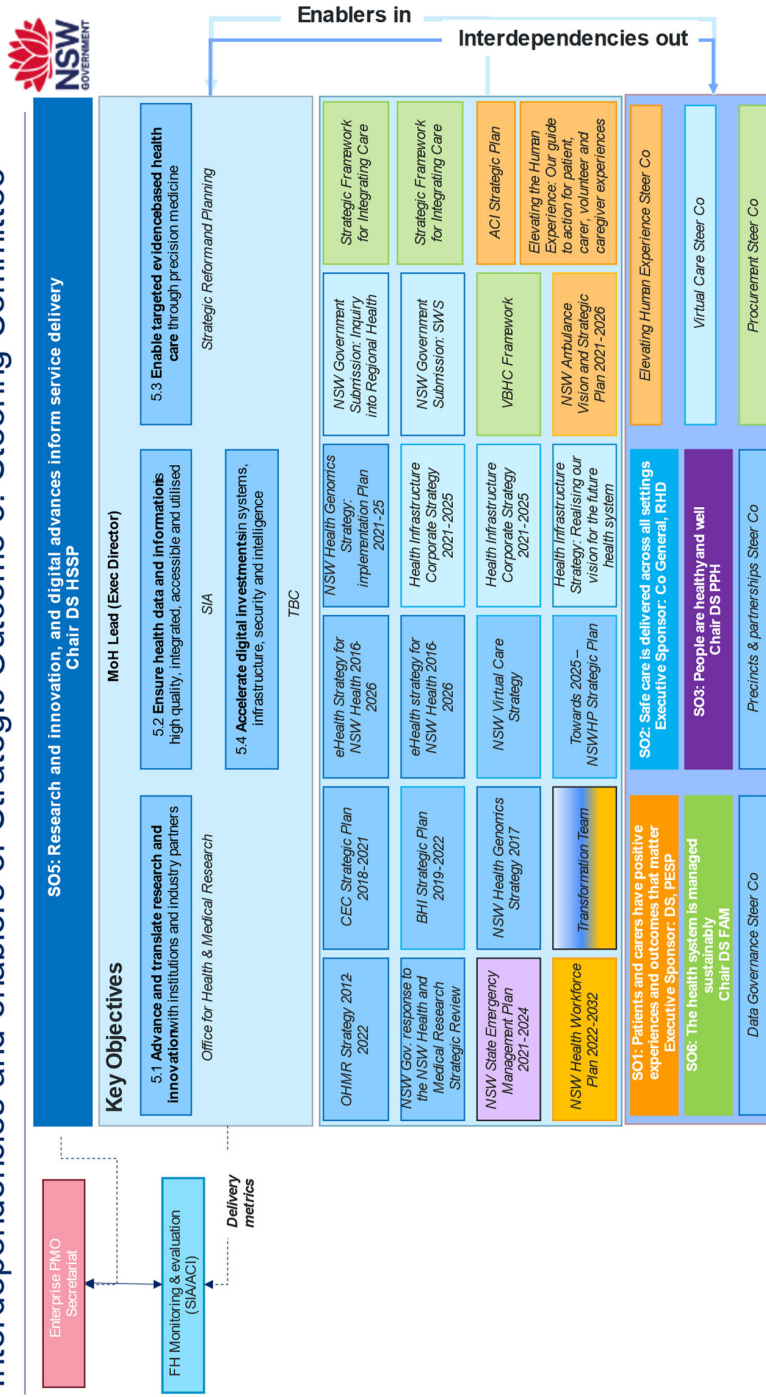 Interdependencies and enablers of Strategic Outcome of Steering Committee
NSW
GOVERNMENT
Enterprise PMO
Secretariat
FH Monitoring & evaluation
(SIA/ACI)
Delivery
metrics
SO5: Research and innovation, and digital advances inform service delivery
Chair DS HSSP
Key Objectives
MoH Lead (Exec Director)
5.1 Advance and translate research and
innovationwith institutions and industry partners
Office for Health & Medical Research
5.2 Ensure health data and informationis
high quality, integrated, accessible and utilised
SIA
5.3 Enable targeted evidencebased health
care through precision medicine
Strategic Reformand Planning
5.4 Accelerate digital investmentsin systems,
infrastructure, security and intelligence
TBC
OHMR Strategy 2012-
2022
CEC Strategic Plan
2018-2021
eHealth Strategy for
NSW Health 2016-
2026
NSW Health Genomics
Strategy:
implementation Plan
2021-25
NSW Government
Submission: Inquiry
into Regional Health
Strategic Framework
for Integrating Care
NSW Gov. response to
the NSW Health and
Medical Research
Strategic Review
BHI Strategic Plan
2019-2022
eHealth strategy for
NSW Health 2016-
2026
Health Infrastructure
Corporate Strategy
2021-2025
NSW Government
Submission: SWS
Strategic Framework
for Integrating Care
NSW State Emergency
Management Plan
2021-2024
NSW Health Genomics
Strategy 2017
NSW Virtual Care
Strategy
Health Infrastructure
Corporate Strategy
2021-2025
VBHC Framework
ACI Strategic Plan
NSW Health Workforce
Plan 2022-2032
Transformation Team
Towards 2025 –
NSWHP Strategic Plan
Health Infrastructure
Strategy: Realising our
vision for the future
health system
NSW Ambulance
Vision and Strategic
Plan 2021-2026
Elevating the Human
Experience: Our guide
to action for patient,
carer, volunteer and
caregiver experiences
Enablers in
Interdependencies out
SO1: Patients and carers have positive
experiences and outcomes that matter
Executive Sponsor: DS, PESP
SO2: Safe care is delivered across all settings
Executive Sponsor: Co General, RHD
Elevating Human Experience Steer Co
SO6: The health system is managed
sustainably
Chair DS FAM
SO3: People are healthy and well
Chair DS PPH
Virtual Care Steer Co
Data Governance Steer Co
Precincts & partnerships Steer Co
Procurement Steer Co